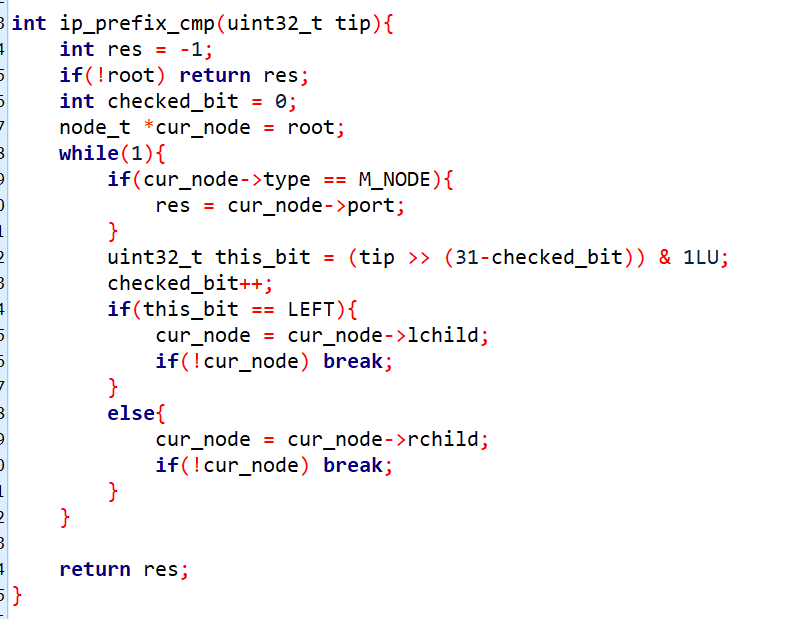 int ip_prefix_cmp(uint32_t tip){
    int res = -1;
    if(!root) return res;
    int checked_bit = 0;
    node_t *cur_node = root;
    while(1){
        if(cur_node->type == M_NODE){
            res = cur_node->port;
        }
        uint32_t this_bit = (tip >> (31-checked_bit)) & 1LU;
        checked_bit++;
        if(this_bit == LEFT){
            cur_node = cur_node->lchild;
            if(!cur_node) break;
        }
        else{
            cur_node = cur_node->rchild;
            if(!cur_node) break;
        }
    }

    return res;
}